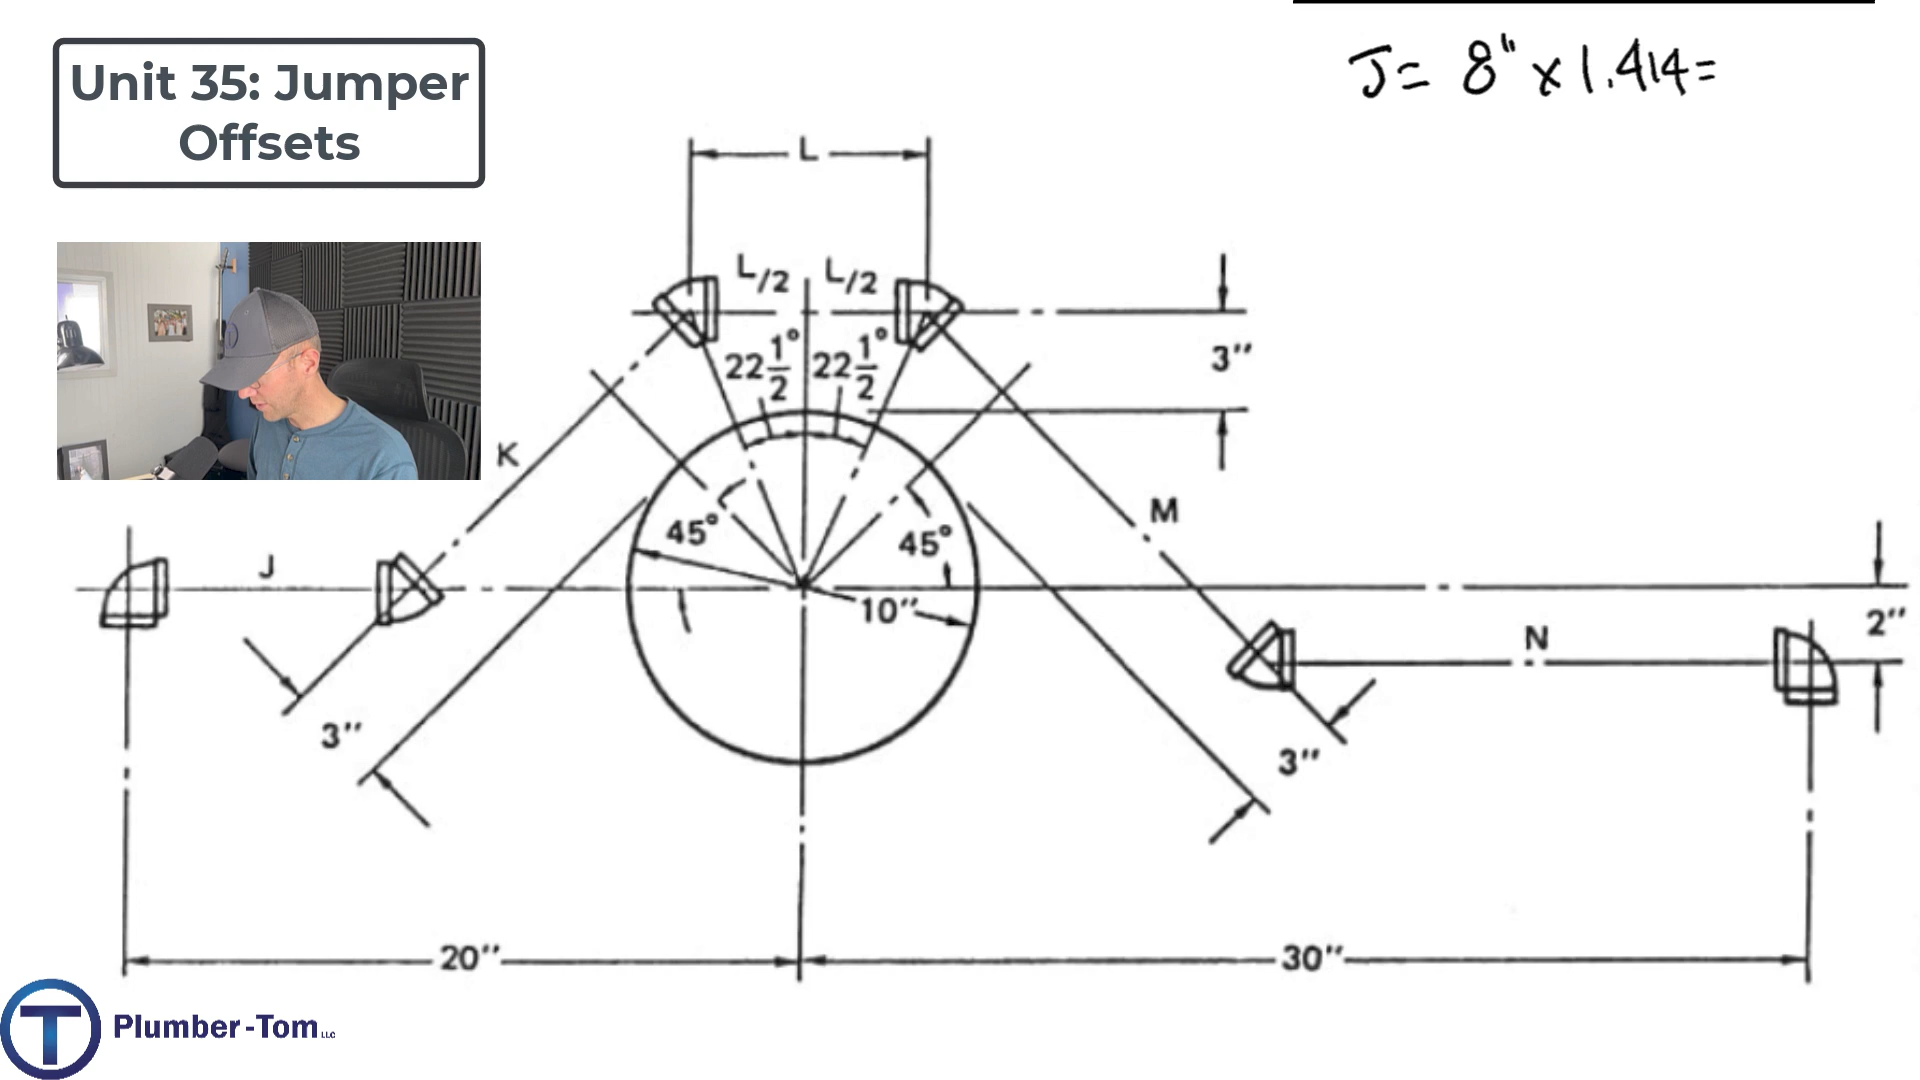 Unit 35: Jumper
Offsets
J= 8" x 1.414=
L
L/2 L/2
22 1/2° 22 1/2°
3"
K
M
45° 45°
J
10"
2"
N
3"
3"
20" 30"
T
Plumber-Tom LLC